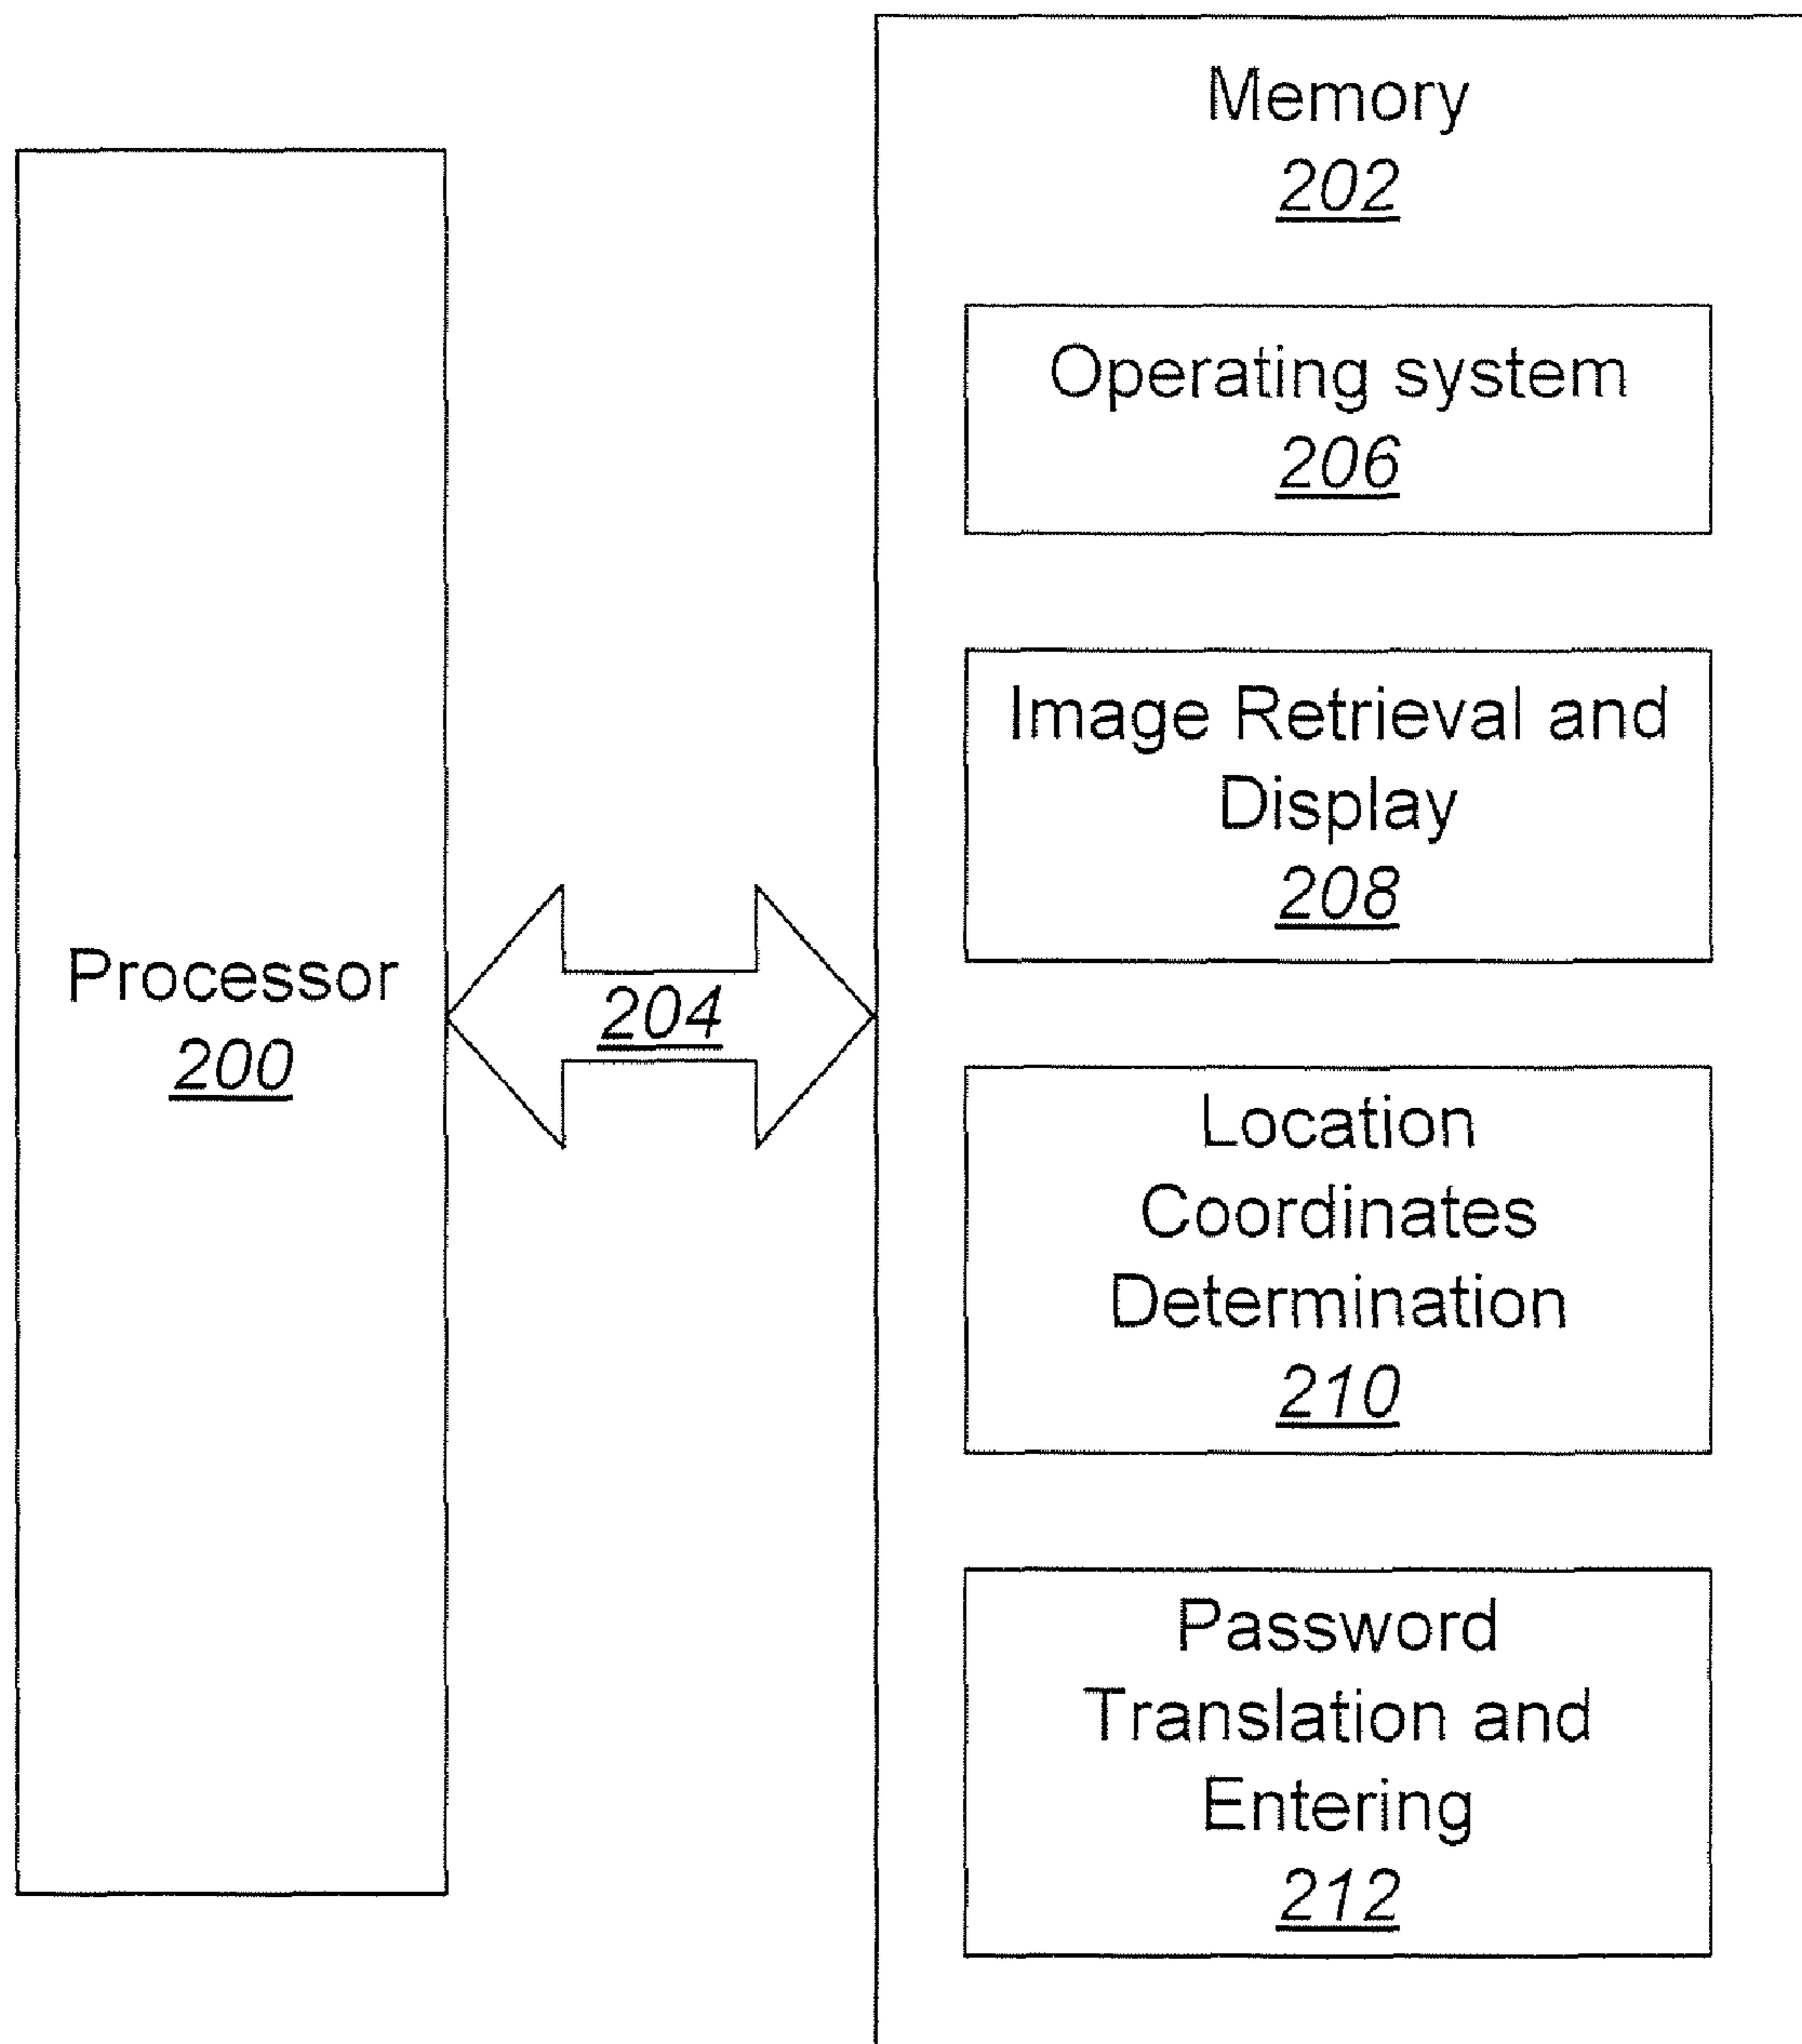 Processor
200
204
Memory
202
Operating system
206
Image Retrieval and
Display
208
Location
Coordinates
Determination
210
Password
Translation and
Entering
212